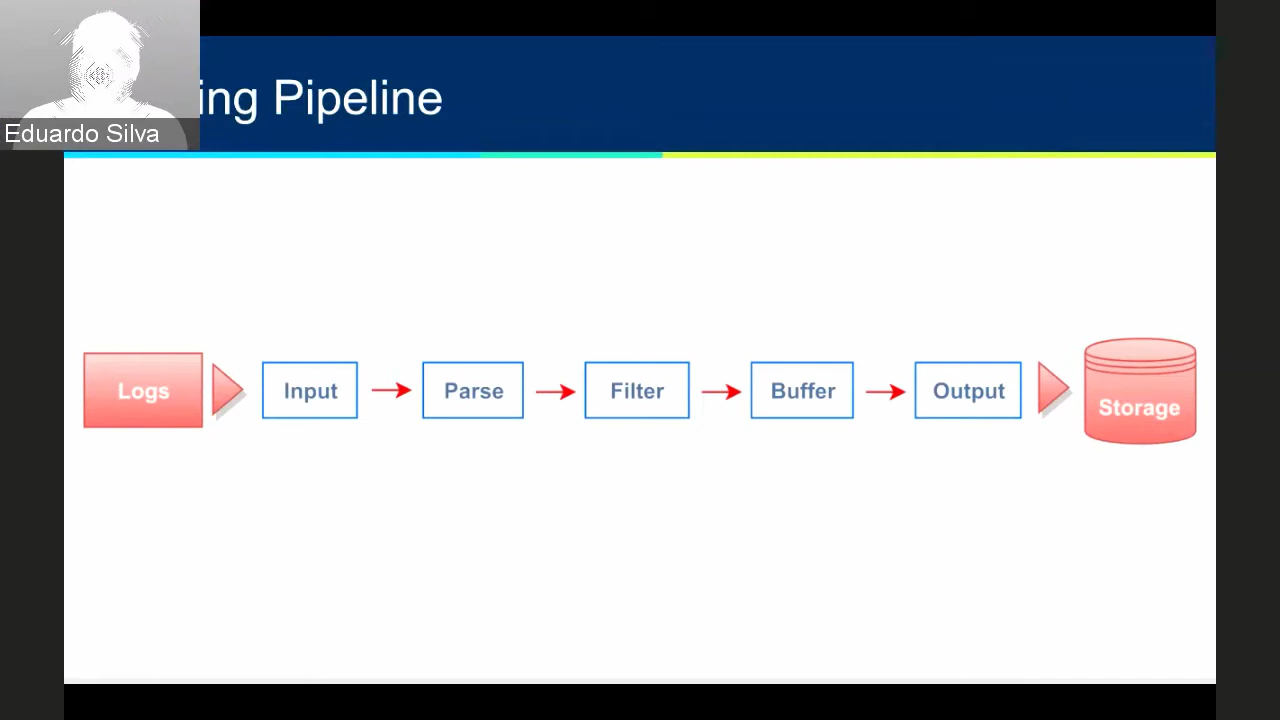 ing Pipeline
Eduardo Silva
Logs
Input
Parse
Filter
Buffer
Output
Storage